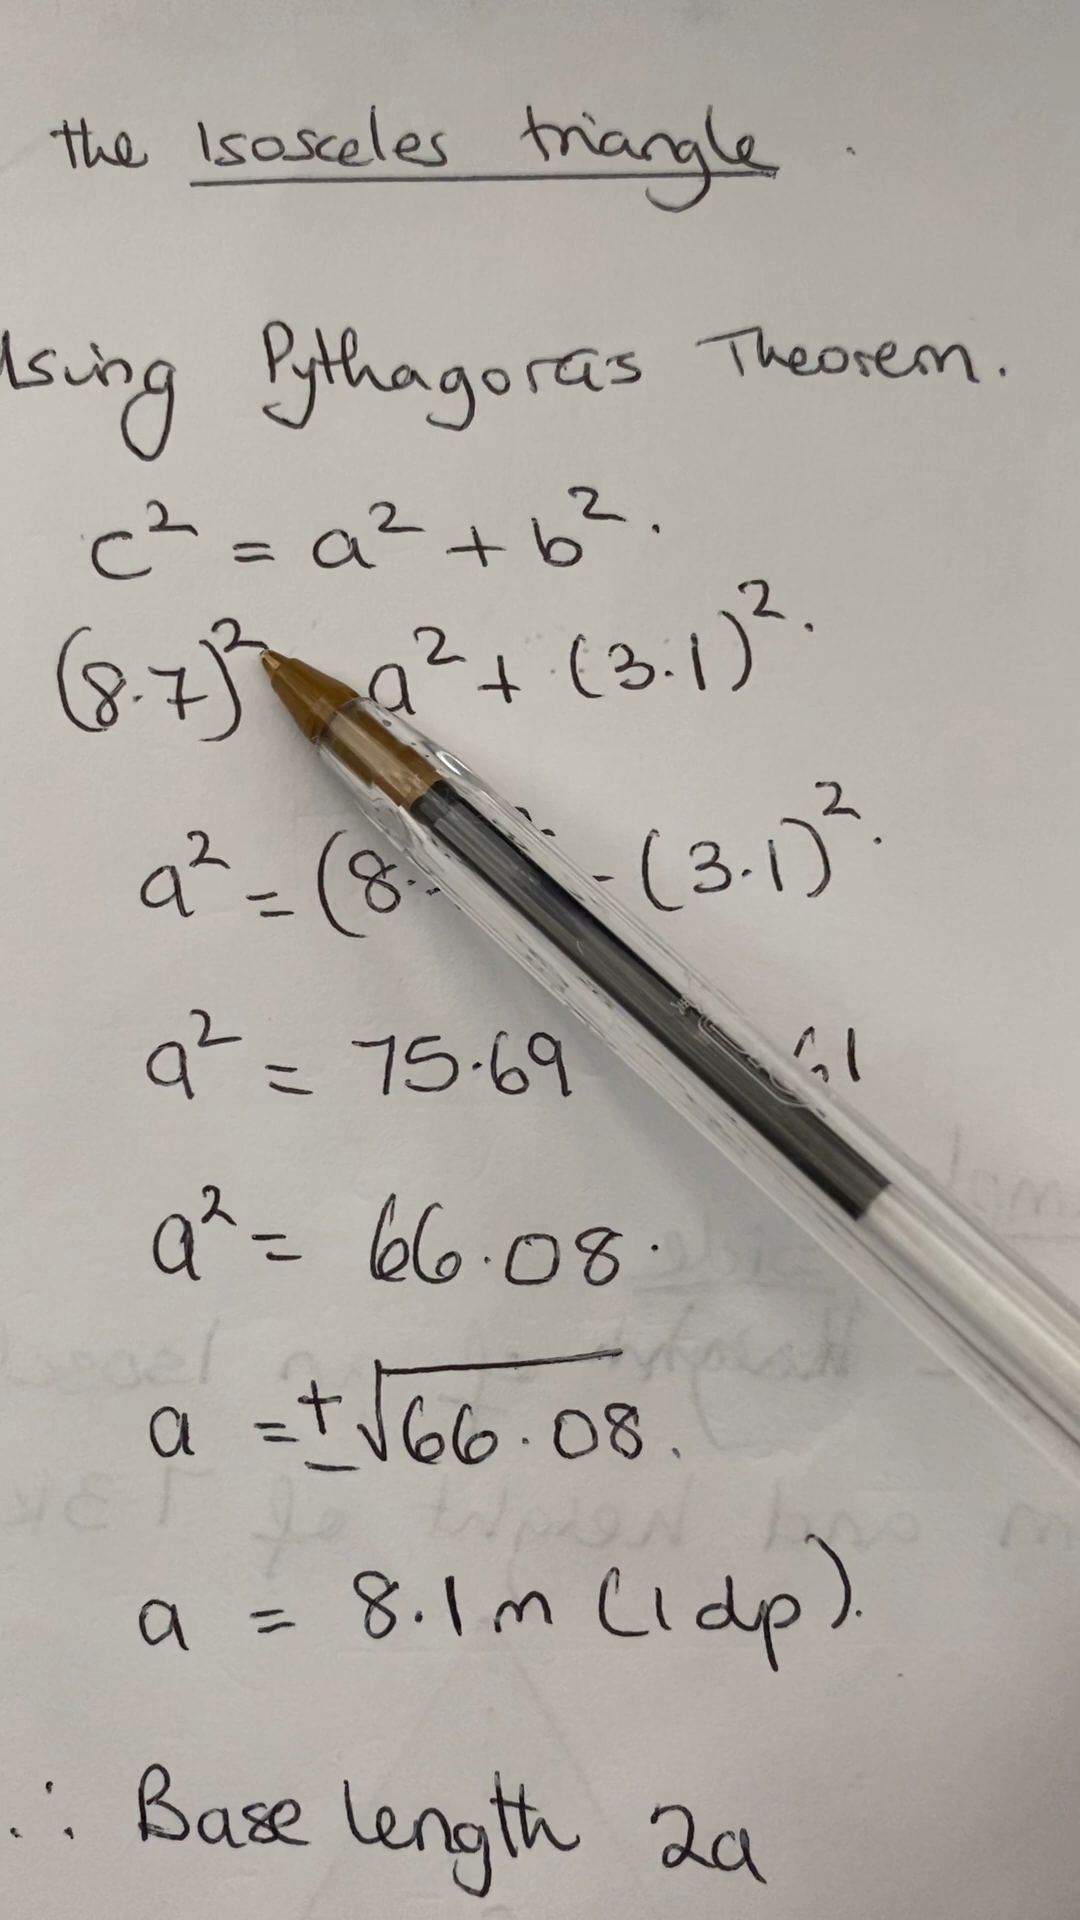 the Isosceles triangle.
Using Pythagoras Theorem.
c² = a² + b².
(8.7)² a² + (3.1)².
a² = (8. - (3.1)².
a² = 75.69 61
a² = 66.08.
a = ±√66.08.
a = 8.1m (1dp).
∴ Base length 2a